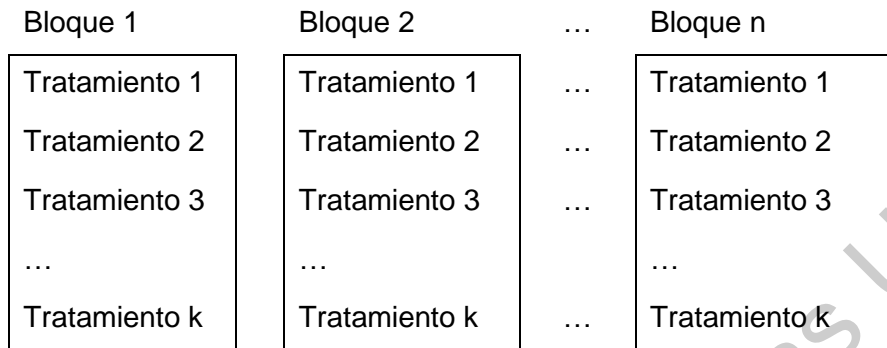 Bloque 1 Bloque 2 … Bloque n
Tratamiento 1 Tratamiento 1 … Tratamiento 1
Tratamiento 2 Tratamiento 2 … Tratamiento 2
Tratamiento 3 Tratamiento 3 … Tratamiento 3
… … …
Tratamiento k Tratamiento k … Tratamiento k